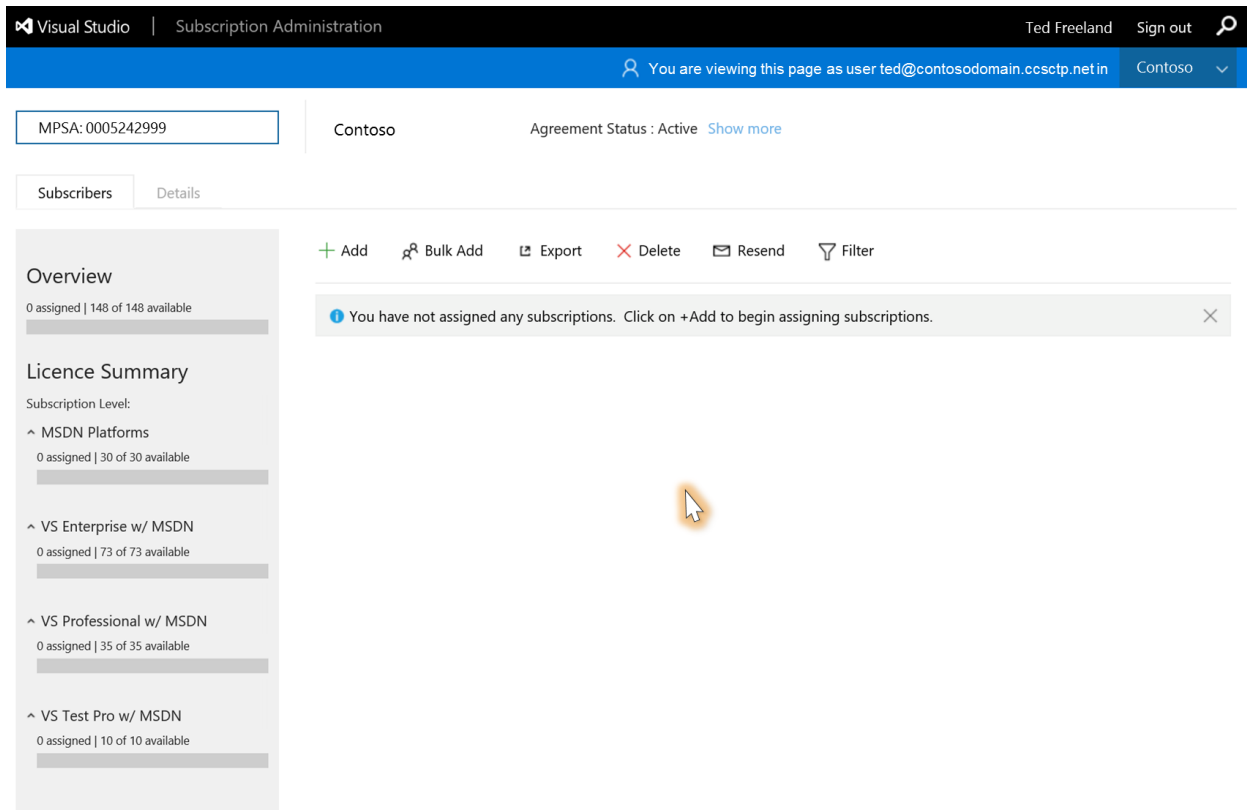 Visual Studio | Subscription Administration Ted Freeland Sign out
You are viewing this page as user ted@contosodomain.ccsctp.net in Contoso
MPSA: 0005242999 Contoso Agreement Status : Active Show more
Subscribers Details
+ Add Bulk Add Export Delete Resend Filter
Overview
0 assigned | 148 of 148 available
You have not assigned any subscriptions. Click on +Add to begin assigning subscriptions.
Licence Summary
Subscription Level:
MSDN Platforms
0 assigned | 30 of 30 available
VS Enterprise w/ MSDN
0 assigned | 73 of 73 available
VS Professional w/ MSDN
0 assigned | 35 of 35 available
VS Test Pro w/ MSDN
0 assigned | 10 of 10 available